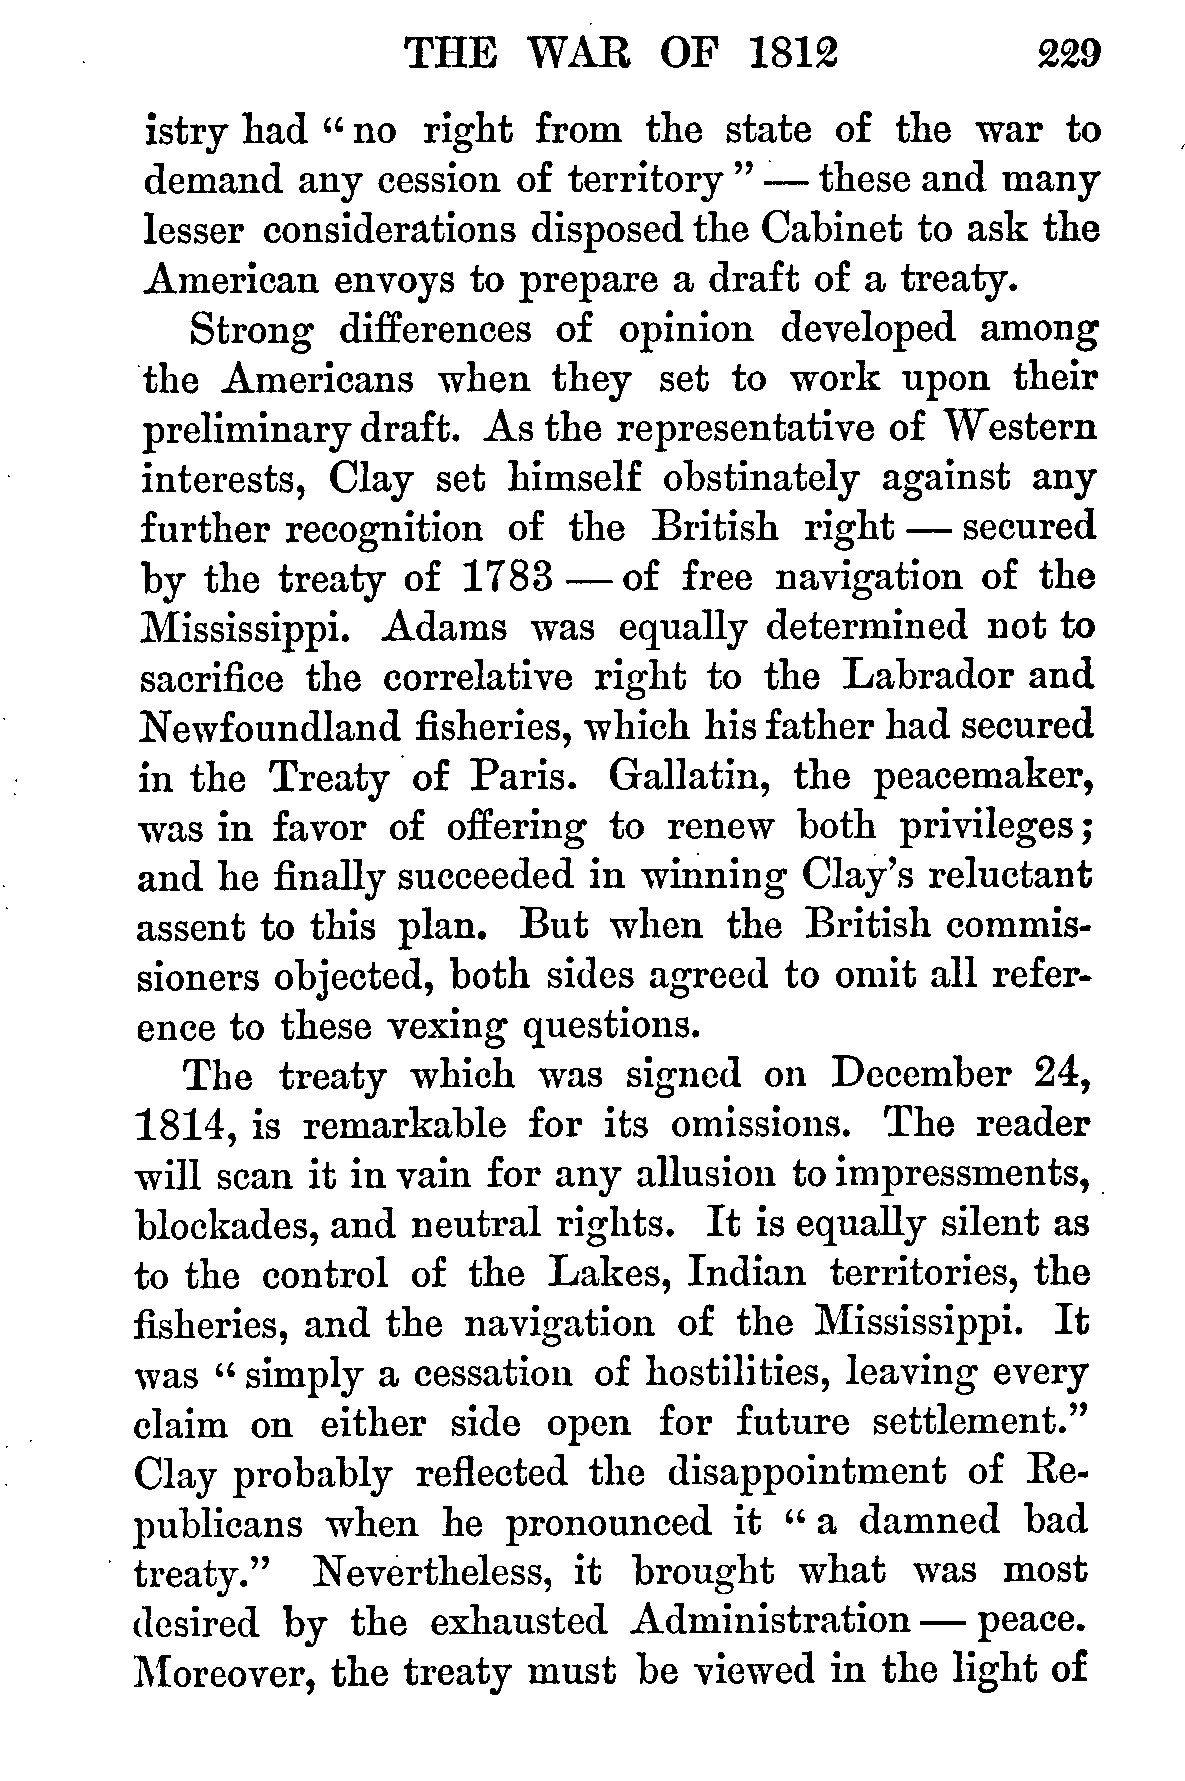 THE WAR OF 1812 229
istry had “ no right from the state of the war to
demand any cession of territory ” — these and many
lesser considerations disposed the Cabinet to ask the
American envoys to prepare a draft of a treaty.
Strong differences of opinion developed among
the Americans when they set to work upon their
preliminary draft. As the representative of Western
interests, Clay set himself obstinately against any
further recognition of the British right — secured
by the treaty of 1783 — of free navigation of the
Mississippi. Adams was equally determined not to
sacrifice the correlative right to the Labrador and
Newfoundland fisheries, which his father had secured
in the Treaty of Paris. Gallatin, the peacemaker,
was in favor of offering to renew both privileges;
and he finally succeeded in winning Clay’s reluctant
assent to this plan. But when the British commis-
sioners objected, both sides agreed to omit all refer-
ence to these vexing questions.
The treaty which was signed on December 24,
1814, is remarkable for its omissions. The reader
will scan it in vain for any allusion to impressments,
blockades, and neutral rights. It is equally silent as
to the control of the Lakes, Indian territories, the
fisheries, and the navigation of the Mississippi. It
was “ simply a cessation of hostilities, leaving every
claim on either side open for future settlement.”
Clay probably reflected the disappointment of Re-
publicans when he pronounced it “ a damned bad
treaty.” Nevertheless, it brought what was most
desired by the exhausted Administration — peace.
Moreover, the treaty must be viewed in the light of